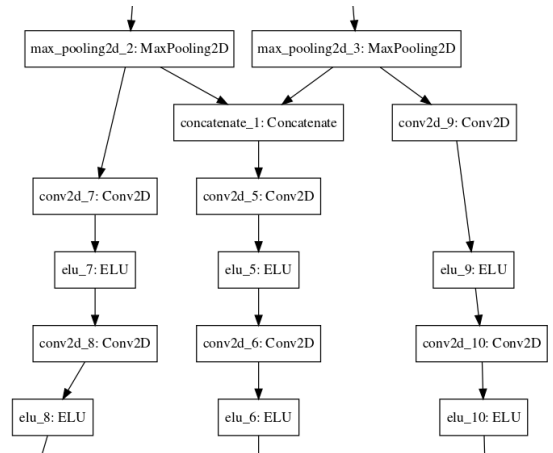 max_pooling2d_2: MaxPooling2D
max_pooling2d_3: MaxPooling2D
concatenate_1: Concatenate
conv2d_9: Conv2D
conv2d_7: Conv2D
conv2d_5: Conv2D
elu_7: ELU
elu_5: ELU
elu_9: ELU
conv2d_8: Conv2D
conv2d_6: Conv2D
conv2d_10: Conv2D
elu_8: ELU
elu_6: ELU
elu_10: ELU